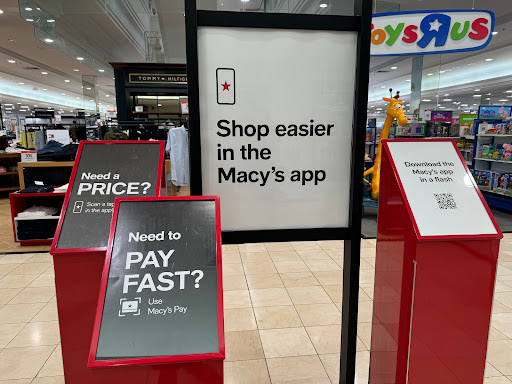 Toys"R"Us
TOMMY HILFIGER
Shop easier
in the
Macy's app
Need a
PRICE?
Scan a tag
in the app
Need to
PAY
FAST?
Use
Macy's Pay
Download the
Macy's app
in a flash